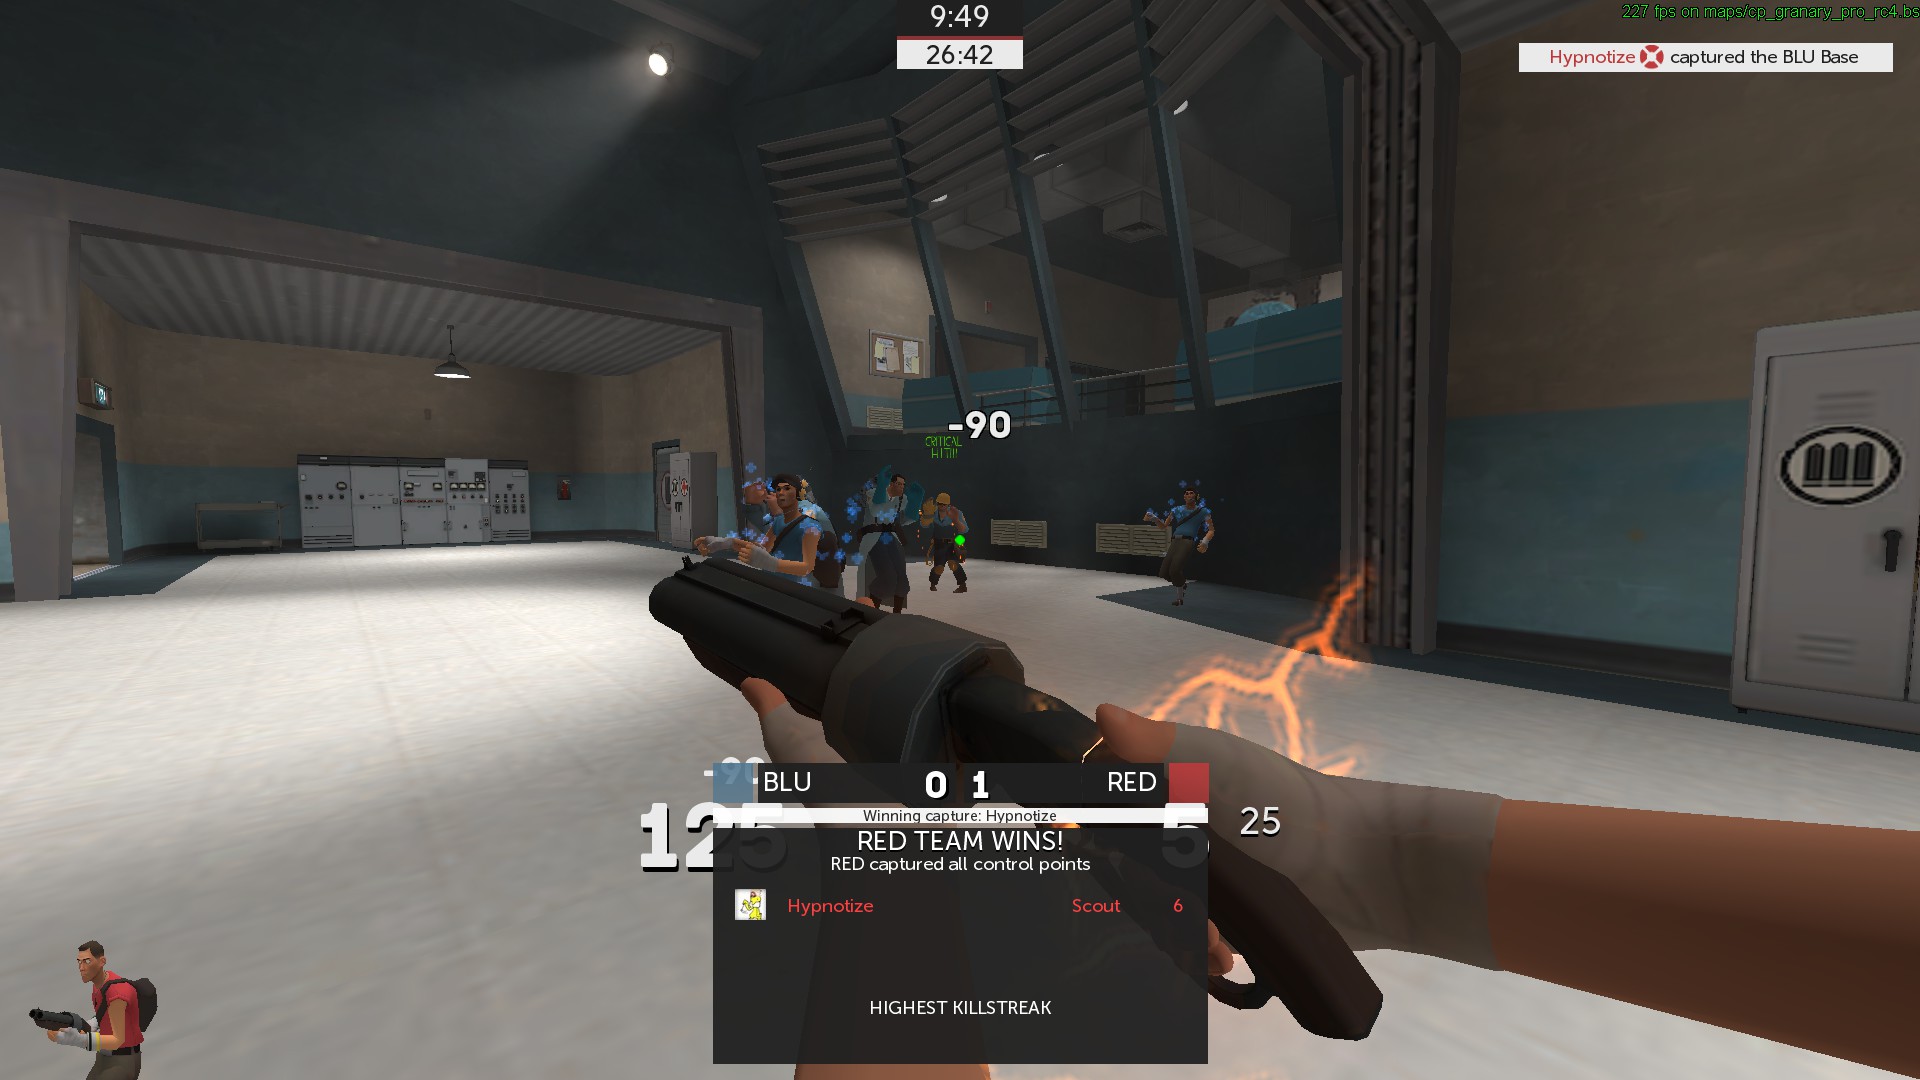 9:49
227 fps on maps/cp_granary_pro_rc4.bs
26:42
Hypnotize captured the BLU Base
-90
CRITICAL
HIT!!!
-90
BLU 0 1 RED
Winning capture: Hypnotize
125 5 25
RED TEAM WINS!
RED captured all control points
Hypnotize Scout 6
HIGHEST KILLSTREAK